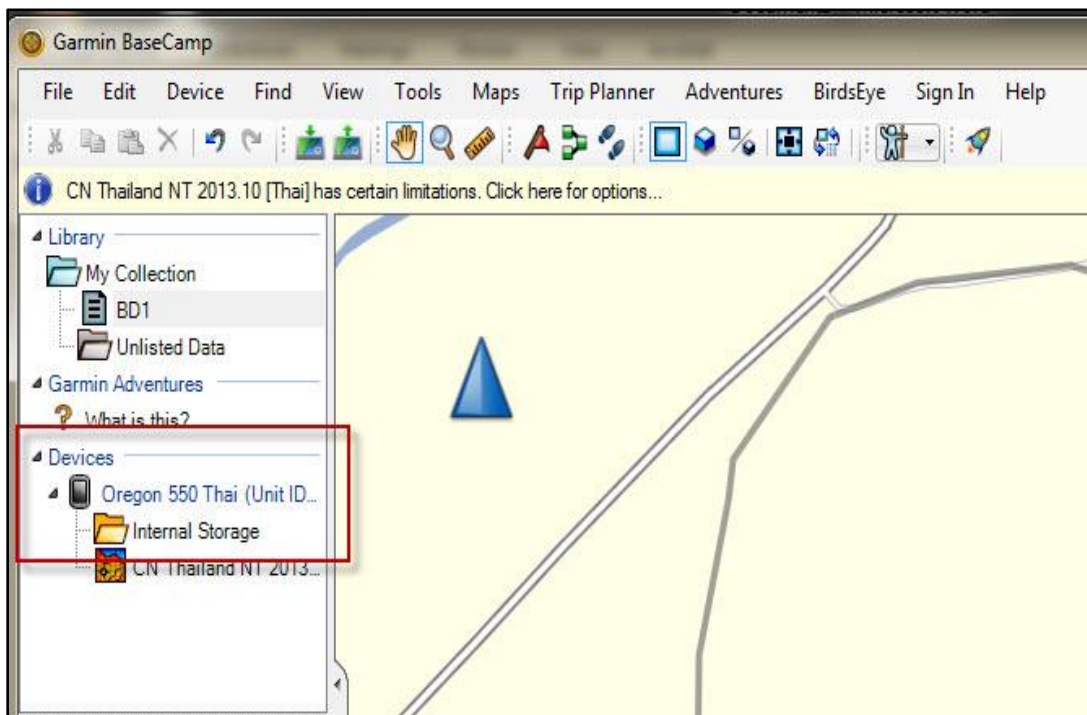 Garmin BaseCamp
File Edit Device Find View Tools Maps Trip Planner Adventures BirdsEye Sign In Help
CN Thailand NT 2013.10 [Thai] has certain limitations. Click here for options...
Library
My Collection
BD1
Unlisted Data
Garmin Adventures
What is this?
Devices
Oregon 550 Thai (Unit ID...
Internal Storage
CN Thailand NT 2013...